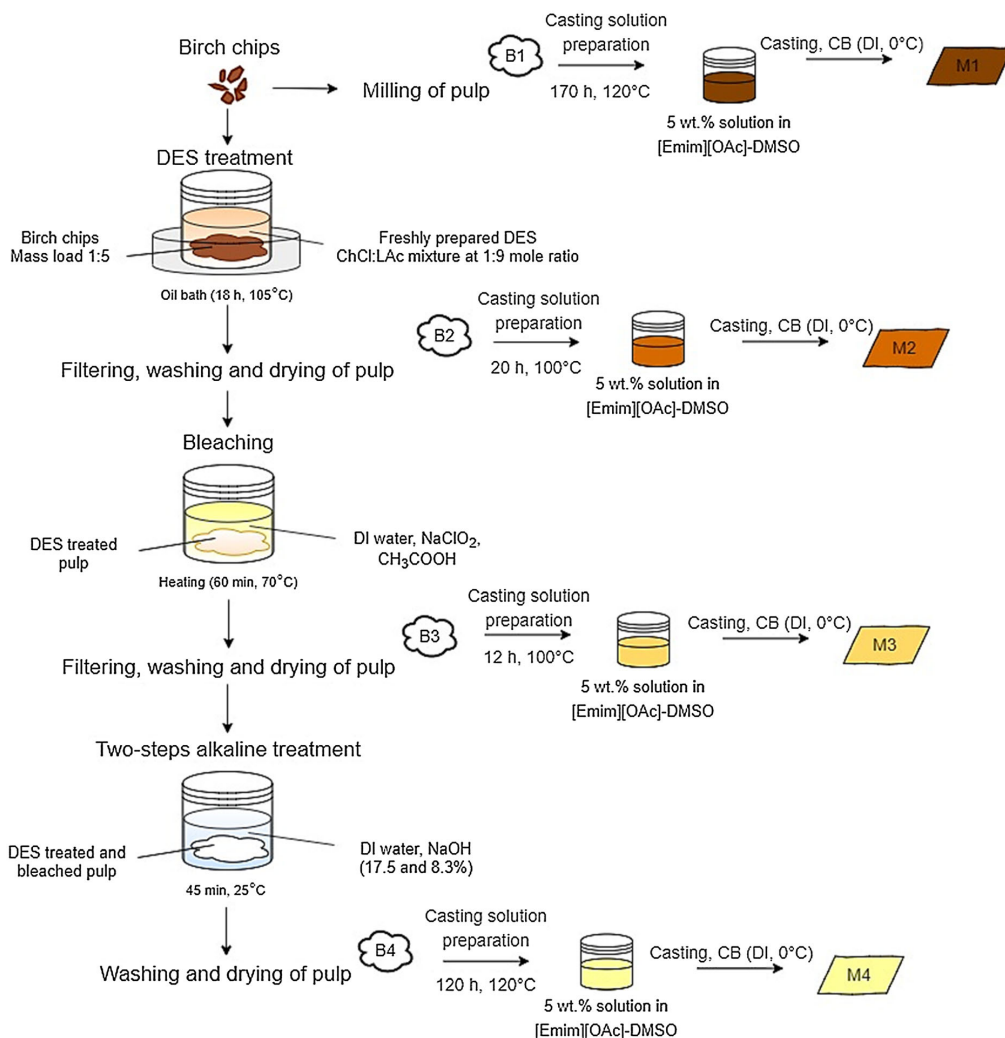 Birch chips
Milling of pulp
B1
Casting solution
preparation
170 h, 120°C
5 wt.% solution in
[Emim][OAc]-DMSO
Casting, CB (DI, 0°C)
M1
DES treatment
Birch chips
Mass load 1:5
Freshly prepared DES
ChCl:LAc mixture at 1:9 mole ratio
Oil bath (18 h, 105°C)
Filtering, washing and drying of pulp
B2
Casting solution
preparation
20 h, 100°C
5 wt.% solution in
[Emim][OAc]-DMSO
Casting, CB (DI, 0°C)
M2
Bleaching
DES treated
pulp
DI water, NaClO₂,
CH₃COOH
Heating (60 min, 70°C)
Filtering, washing and drying of pulp
B3
Casting solution
preparation
12 h, 100°C
5 wt.% solution in
[Emim][OAc]-DMSO
Casting, CB (DI, 0°C)
M3
Two-steps alkaline treatment
DES treated and
bleached pulp
DI water, NaOH
(17.5 and 8.3%)
45 min, 25°C
Washing and drying of pulp
B4
Casting solution
preparation
120 h, 120°C
5 wt.% solution in
[Emim][OAc]-DMSO
Casting, CB (DI, 0°C)
M4